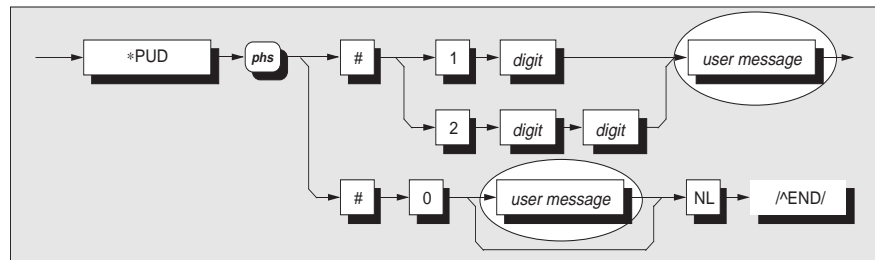 *PUD phs # 1 digit user message
2 digit digit
# 0 user message NL /^END/